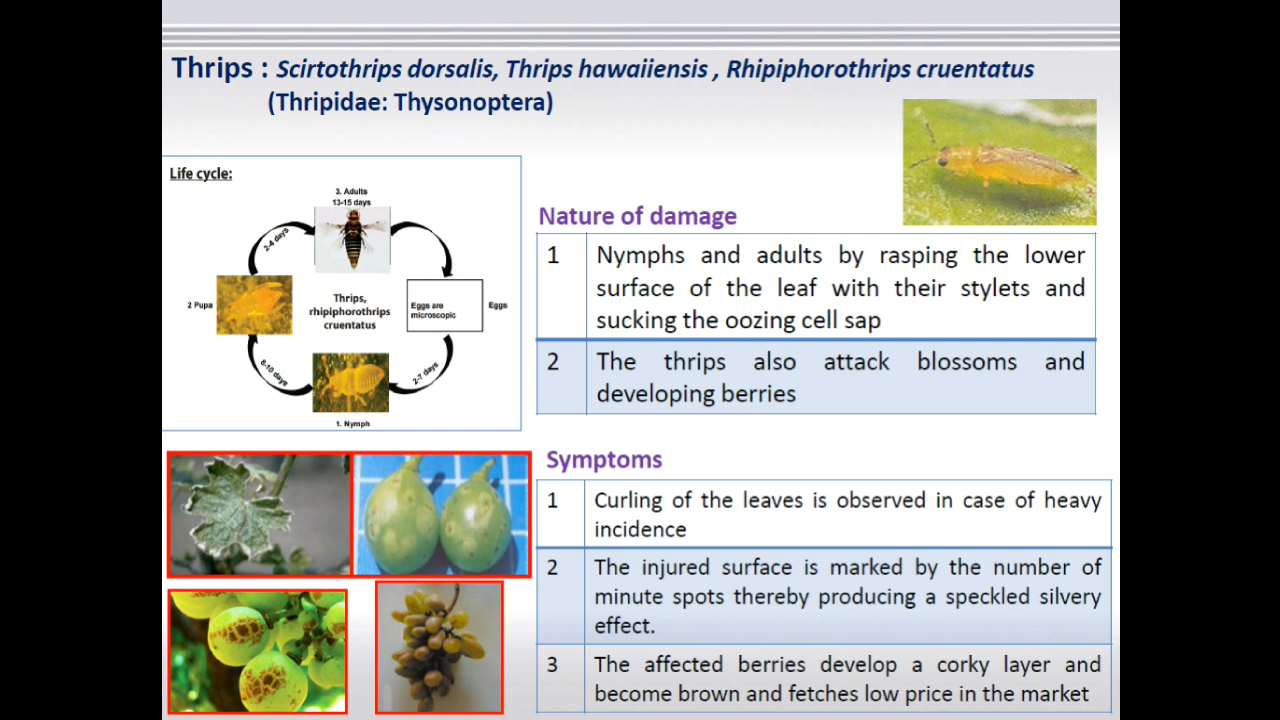 Thrips : Scirtothrips dorsalis, Thrips hawaiiensis , Rhipiphorothrips cruentatus
(Thripidae: Thysonoptera)
Life cycle:
3. Adults
13-15 days
2-4 days
2 Pupa
Thrips,
rhipiphorothrips
cruentatus
Eggs are
microscopic
Eggs
6-10 days
2-7 days
1. Nymph
Nature of damage
1 Nymphs and adults by rasping the lower
surface of the leaf with their stylets and
sucking the oozing cell sap
2 The thrips also attack blossoms and
developing berries
Symptoms
1 Curling of the leaves is observed in case of heavy
incidence
2 The injured surface is marked by the number of
minute spots thereby producing a speckled silvery
effect.
3 The affected berries develop a corky layer and
become brown and fetches low price in the market